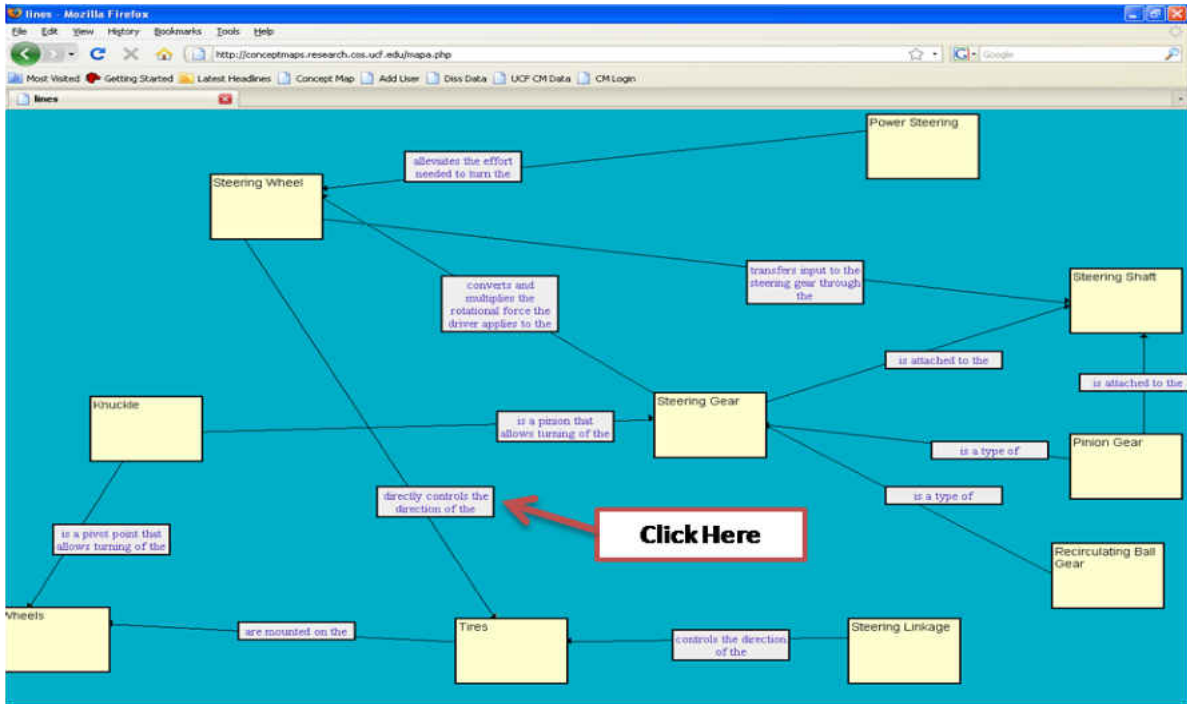 lines - Mozilla Firefox
File Edit View History Bookmarks Tools Help
http://conceptmaps.research.cos.ucf.edu/mapa.php
Google
Most Visited Getting Started Latest Headlines Concept Map Add User Diss Data UCF CM Data CM Login
lines
Power Steering
alleviates the effort
needed to turn the
Steering Wheel
transfers input to the
steering gear through
the
Steering Shaft
converts and
multiplies the
rotational force the
driver applies to the
is attached to the
is attached to the
Knuckle
Steering Gear
is a pinion that
allows turning of the
Pinion Gear
is a type of
directly controls the
direction of the
is a type of
Click Here
is a pivot point that
allows turning of the
Recirculating Ball
Gear
Wheels
are mounted on the
Tires
controls the direction
of the
Steering Linkage